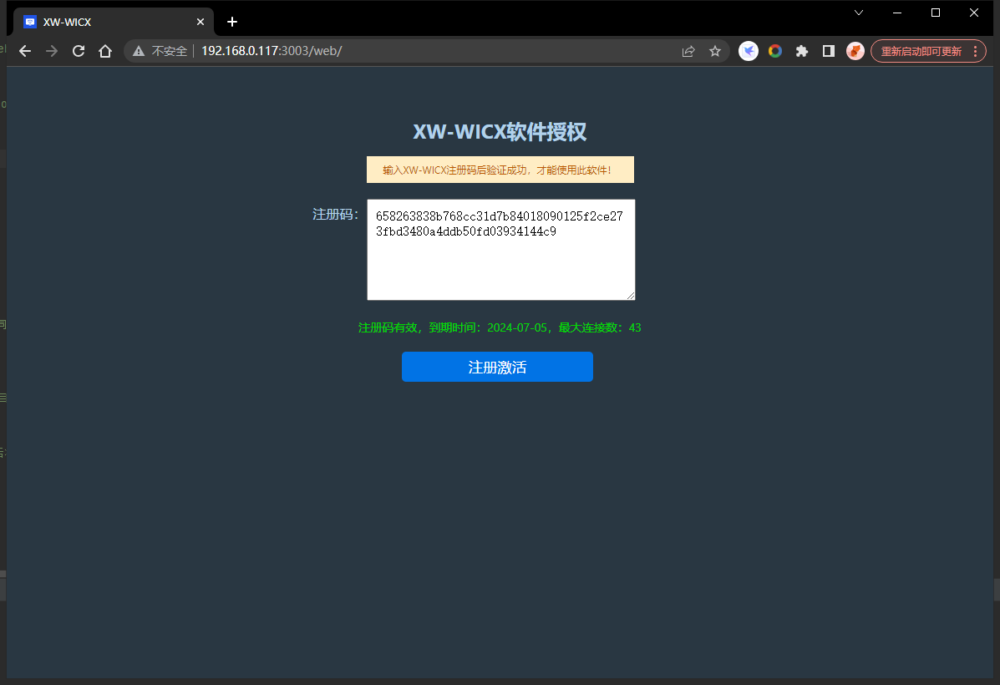 XW-WICX
不安全
192.168.0.117:3003/web/
重新启动即可更新
XW-WICX软件授权
输入XW-WICX注册码后验证成功，才能使用此软件！
注册码：
658263838b768cc31d7b84018090125f2ce27
3fbd3480a4ddb50fd03934144c9
注册码有效，到期时间：2024-07-05，最大连接数：43
注册激活